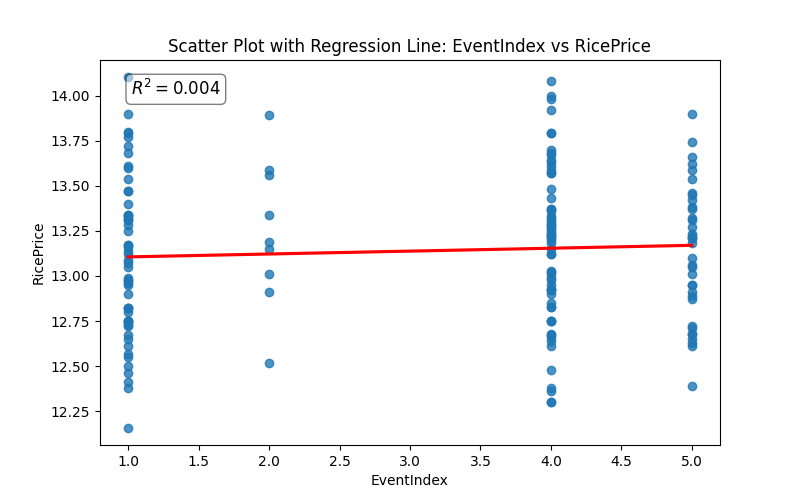 Scatter Plot with Regression Line: EventIndex vs RicePrice
R² = 0.004
14.00
13.75
13.50
13.25
13.00
12.75
12.50
12.25
RicePrice
1.0 1.5 2.0 2.5 3.0 3.5 4.0 4.5 5.0
EventIndex